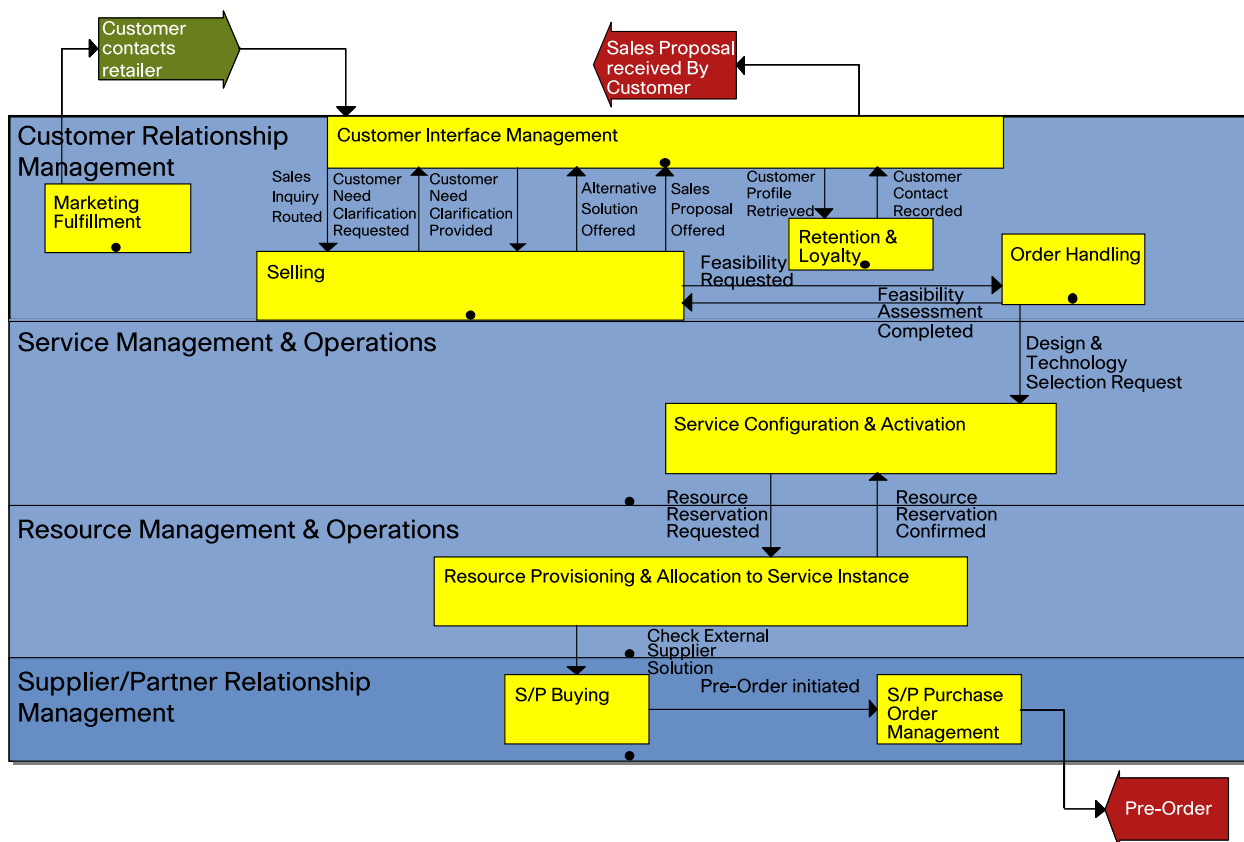 Customer
contacts
retailer
Sales Proposal
received By
Customer
Customer Relationship
Management
Customer Interface Management
Marketing
Fulfillment
Sales
Inquiry
Routed
Customer
Need
Clarification
Requested
Customer
Need
Clarification
Provided
Alternative
Solution
Offered
Sales
Proposal
Offered
Customer
Profile
Retrieved
Customer
Contact
Recorded
Retention &
Loyalty
Selling
Order Handling
Feasibility
Requested
Feasibility
Assessment
Completed
Service Management & Operations
Design &
Technology
Selection Request
Service Configuration & Activation
Resource
Reservation
Requested
Resource
Reservation
Confirmed
Resource Management & Operations
Resource Provisioning & Allocation to Service Instance
Check External
Supplier
Solution
Supplier/Partner Relationship
Management
S/P Buying
Pre-Order initiated
S/P Purchase
Order
Management
Pre-Order